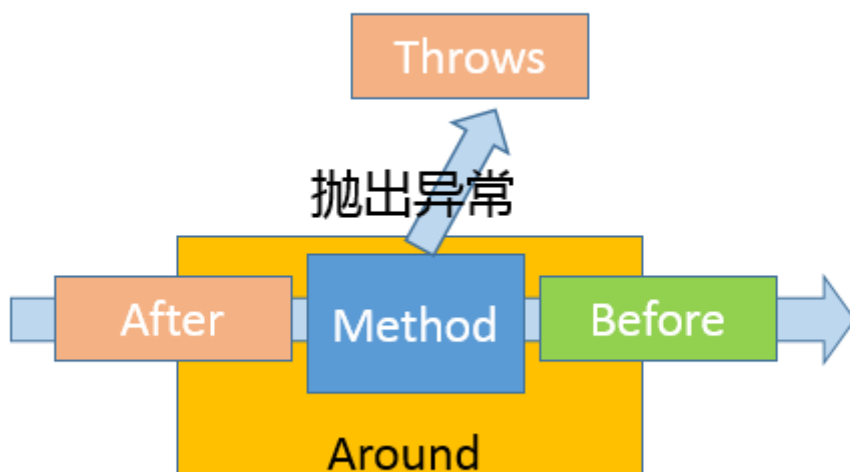 Throws
抛出异常
After
Method
Before
Around